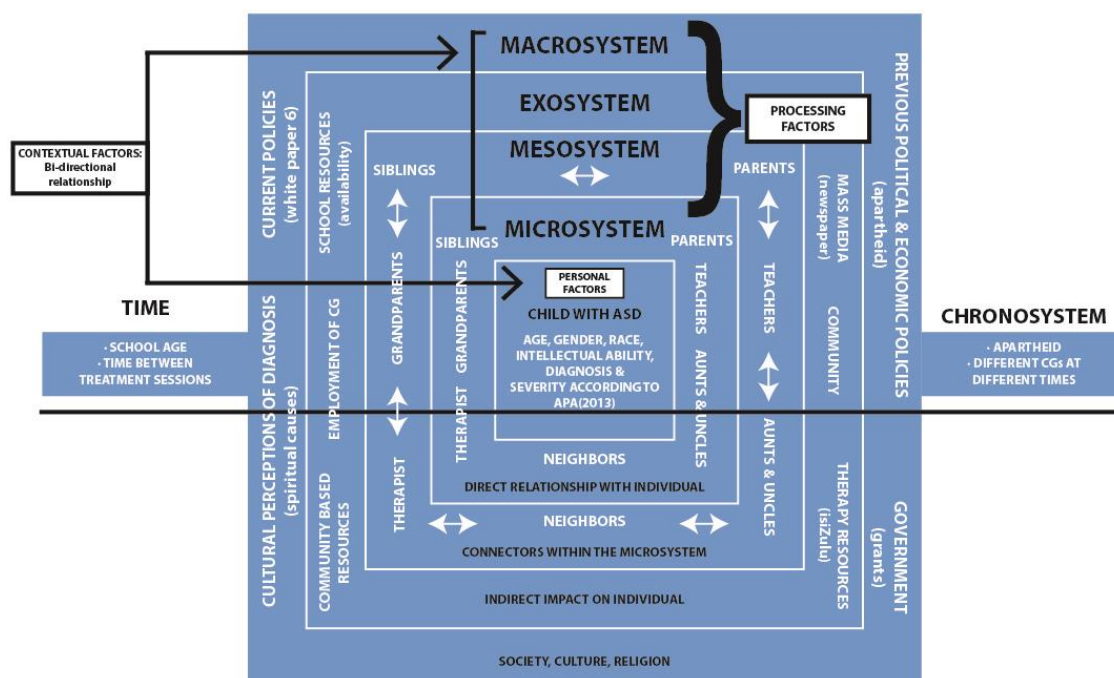 MACROSYSTEM
EXOSYSTEM
MESOSYSTEM
MICROSYSTEM
PROCESSING
FACTORS
CONTEXTUAL FACTORS:
Bi-directional
relationship
CURRENT POLICIES
(white paper 6)
CULTURAL PERCEPTIONS OF DIAGNOSIS
(spiritual causes)
SCHOOL RESOURCES
(availability)
EMPLOYMENT OF CG
COMMUNITY BASED
RESOURCES
SIBLINGS
GRANDPARENTS
THERAPIST
SIBLINGS
GRANDPARENTS
THERAPIST
PERSONAL
FACTORS
CHILD WITH ASD
AGE, GENDER, RACE,
INTELLECTUAL ABILITY,
DIAGNOSIS &
SEVERITY ACCORDING TO
APA(2013)
PARENTS
TEACHERS
AUNTS & UNCLES
PARENTS
TEACHERS
AUNTS & UNCLES
MASS MEDIA
(newspaper)
COMMUNITY
THERAPY RESOURCES
(isiZulu)
PREVIOUS POLITICAL & ECONOMIC POLICIES
(apartheid)
GOVERNMENT
(grants)
TIME
· SCHOOL AGE
· TIME BETWEEN
TREATMENT SESSIONS
CHRONOSYSTEM
· APARTHEID
· DIFFERENT CGs AT
DIFFERENT TIMES
NEIGHBORS
DIRECT RELATIONSHIP WITH INDIVIDUAL
NEIGHBORS
CONNECTORS WITHIN THE MICROSYSTEM
INDIRECT IMPACT ON INDIVIDUAL
SOCIETY, CULTURE, RELIGION